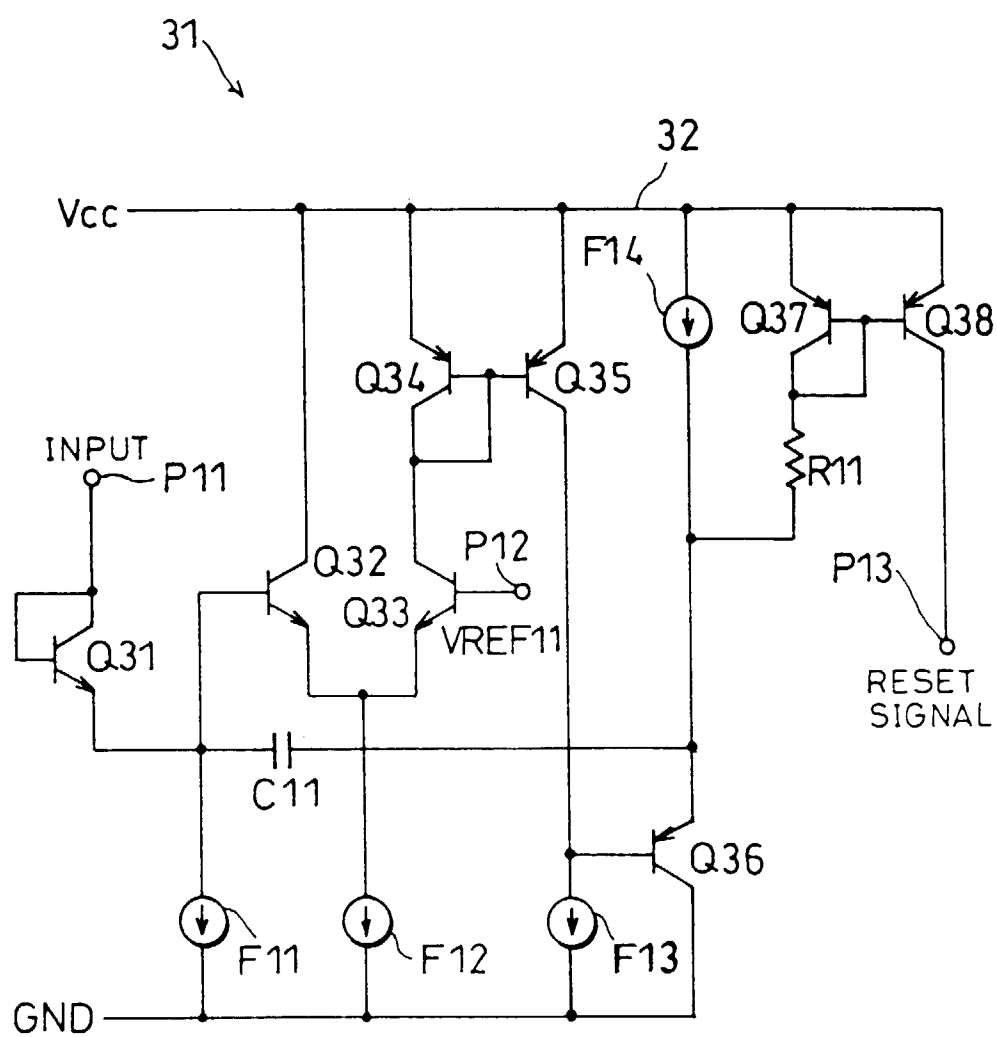 31
32
Vcc
F14
Q37
Q38
Q34
Q35
INPUT
P11
R11
Q32
P12
P13
Q33
VREF11
Q31
RESET
SIGNAL
C11
Q36
F11
F12
F13
GND